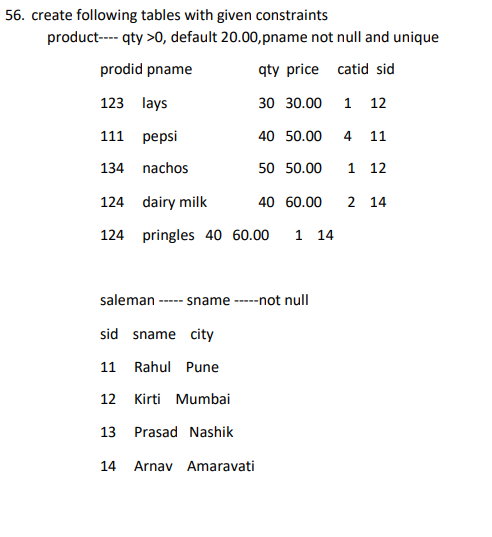 56. create following tables with given constraints
product---- qty >0, default 20.00,pname not null and unique
prodid pname qty price catid sid
123 lays 30 30.00 1 12
111 pepsi 40 50.00 4 11
134 nachos 50 50.00 1 12
124 dairy milk 40 60.00 2 14
124 pringles 40 60.00 1 14
saleman ----- sname -----not null
sid sname city
11 Rahul Pune
12 Kirti Mumbai
13 Prasad Nashik
14 Arnav Amaravati